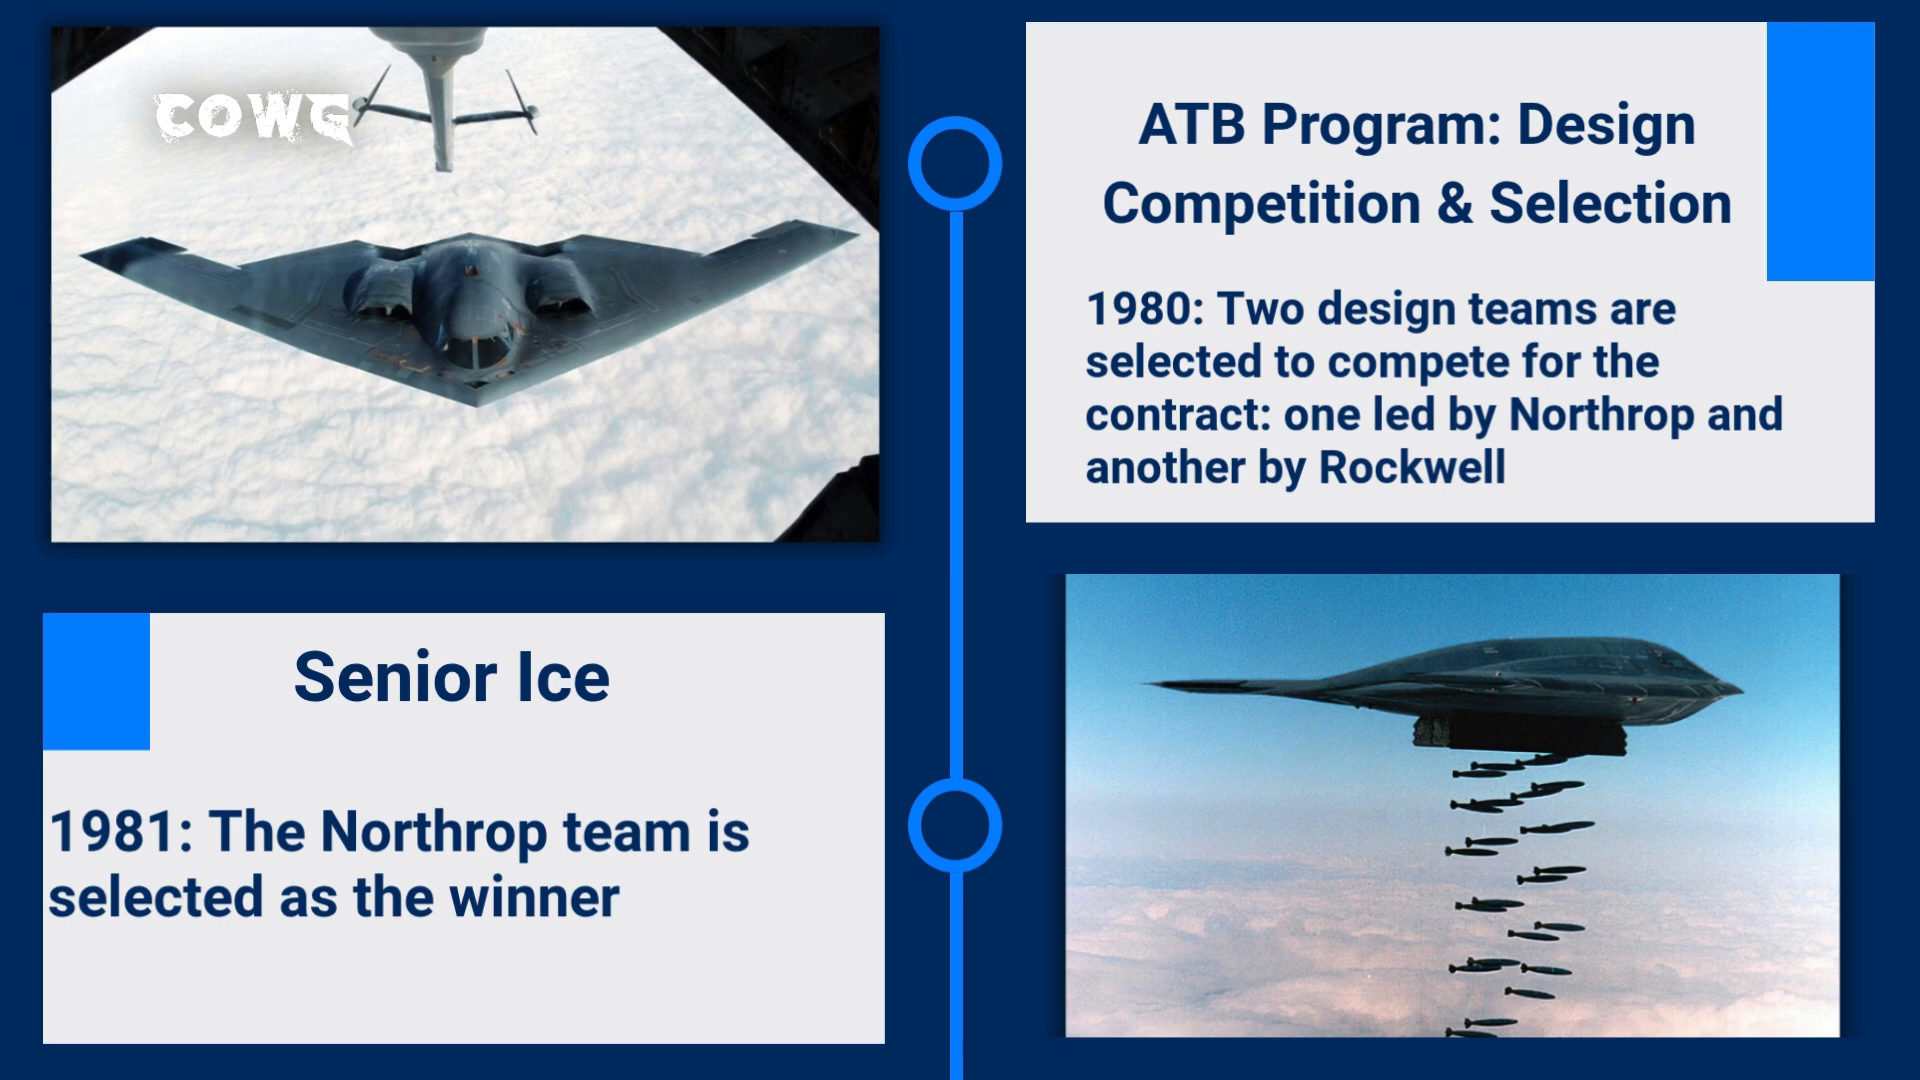 COWG
ATB Program: Design
Competition & Selection
1980: Two design teams are
selected to compete for the
contract: one led by Northrop and
another by Rockwell
Senior Ice
1981: The Northrop team is
selected as the winner